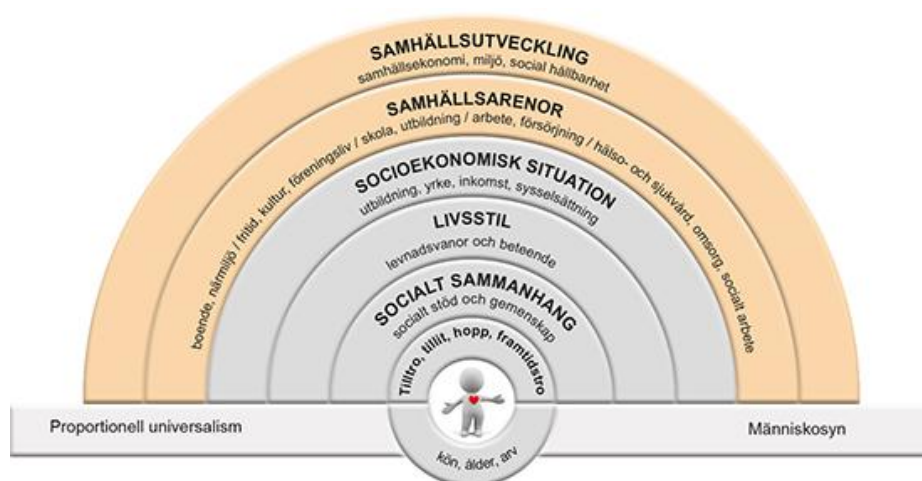 SAMHÄLLSUTVECKLING
samhällsekonomi, miljö, social hållbarhet
SAMHÄLLSARENOR
boende, närmiljö / fritid, kultur, föreningsliv / skola, utbildning / arbete, försörjning / hälso- och sjukvård, omsorg, socialt arbete
SOCIOEKONOMISK SITUATION
utbildning, yrke, inkomst, sysselsättning
LIVSSTIL
levnadsvanor och beteende
SOCIALT SAMMANHANG
socialt stöd och gemenskap
Tilltro, tillit, hopp, framtidstro
kön, ålder, arv
Proportionell universalism
Människosyn